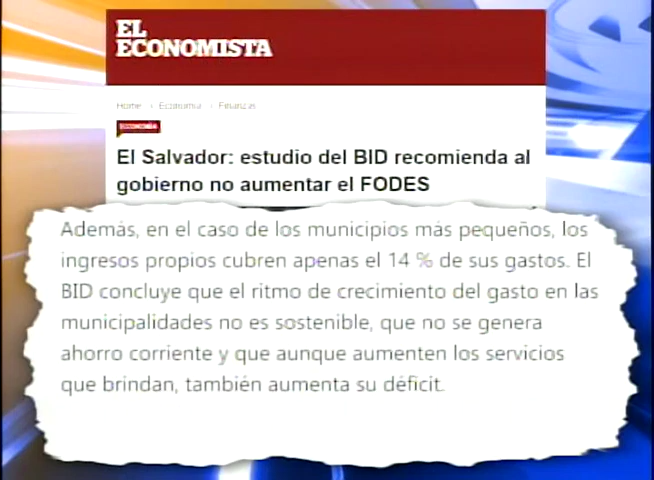 EL
ECONOMISTA
Home › Economía › Finanzas
El Salvador: estudio del BID recomienda al
gobierno no aumentar el FODES
Además, en el caso de los municipios más pequeños, los
ingresos propios cubren apenas el 14 % de sus gastos. El
BID concluye que el ritmo de crecimiento del gasto en las
municipalidades no es sostenible, que no se genera
ahorro corriente y que aunque aumenten los servicios
que brindan, también aumenta su déficit.